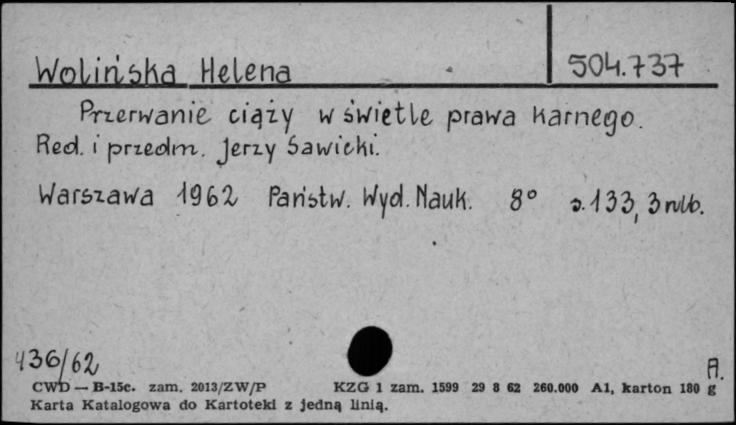 Wolińska Helena 504.737
Przerwanie ciąży w świetle prawa karnego.
Red. i przedm. Jerzy Sawicki.
Warszawa 1962 Państw. Wyd. Nauk. 8° s. 133, 3 nlb.
436/62
A.
CWD — B-15c. zam. 2013/ZW/P KZG 1 zam. 1599 29 8 62 260.000 A1, karton 180 g
Karta Katalogowa do Kartoteki z jedną linią.